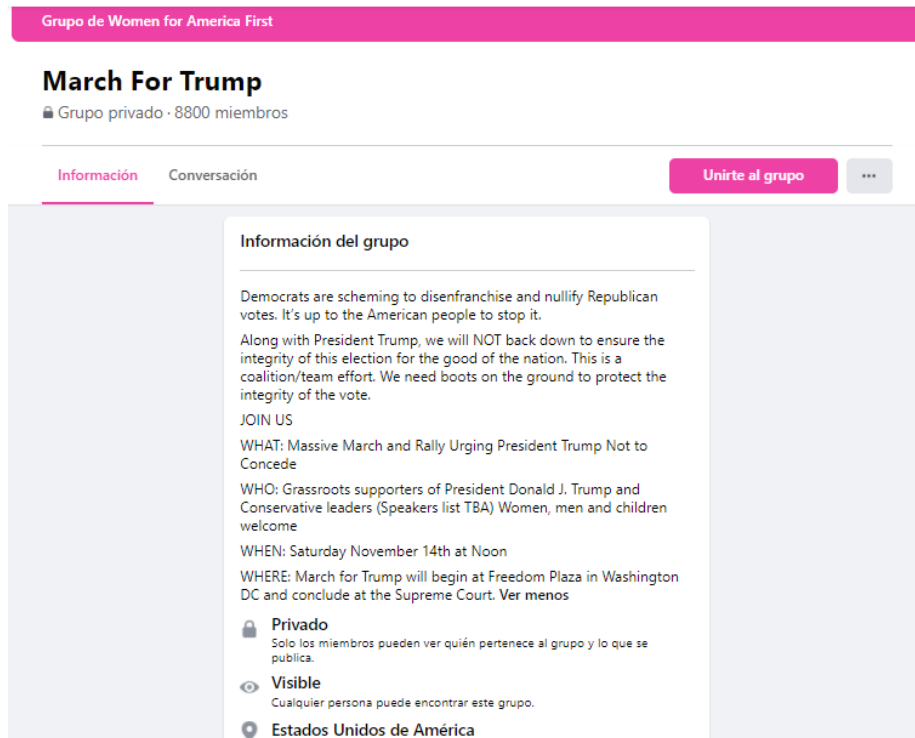 Grupo de Women for America First
March For Trump
Grupo privado · 8800 miembros
Información Conversación Unirte al grupo ...
Información del grupo
Democrats are scheming to disenfranchise and nullify Republican
votes. It's up to the American people to stop it.
Along with President Trump, we will NOT back down to ensure the
integrity of this election for the good of the nation. This is a
coalition/team effort. We need boots on the ground to protect the
integrity of the vote.
JOIN US
WHAT: Massive March and Rally Urging President Trump Not to
Concede
WHO: Grassroots supporters of President Donald J. Trump and
Conservative leaders (Speakers list TBA) Women, men and children
welcome
WHEN: Saturday November 14th at Noon
WHERE: March for Trump will begin at Freedom Plaza in Washington
DC and conclude at the Supreme Court. Ver menos
Privado
Solo los miembros pueden ver quién pertenece al grupo y lo que se
publica.
Visible
Cualquier persona puede encontrar este grupo.
Estados Unidos de América